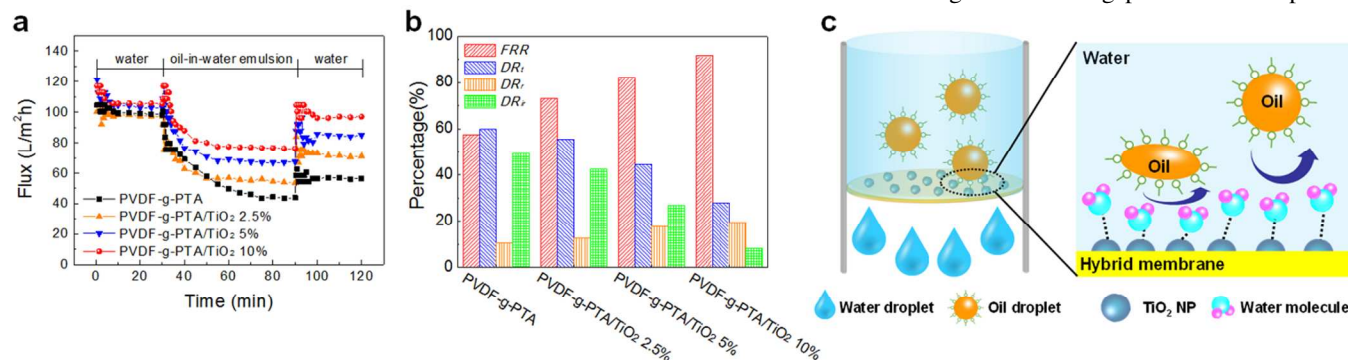 a
Flux (L/m²h)
140
120
100
80
60
40
20
0
water
oil-in-water emulsion
water
PVDF-g-PTA
PVDF-g-PTA/TiO₂ 2.5%
PVDF-g-PTA/TiO₂ 5%
PVDF-g-PTA/TiO₂ 10%
0 20 40 60 80 100 120
Time (min)
b
Percentage(%)
100
80
60
40
20
0
FRR
DRt
DRr
DRir
PVDF-g-PTA
PVDF-g-PTA/TiO₂ 2.5%
PVDF-g-PTA/TiO₂ 5%
PVDF-g-PTA/TiO₂ 10%
c
Water
Oil
Oil
Hybrid membrane
Water droplet
Oil droplet
TiO₂ NP
Water molecule